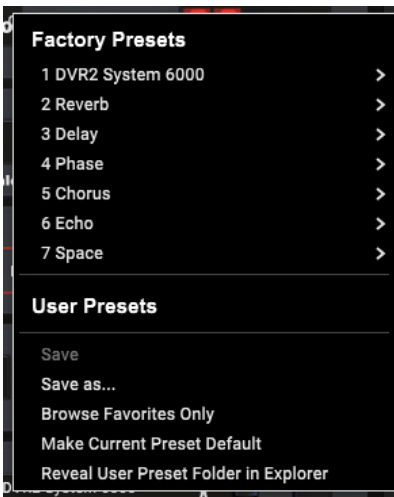 Factory Presets
1 DVR2 System 6000
2 Reverb
3 Delay
4 Phase
5 Chorus
6 Echo
7 Space
User Presets
Save
Save as...
Browse Favorites Only
Make Current Preset Default
Reveal User Preset Folder in Explorer